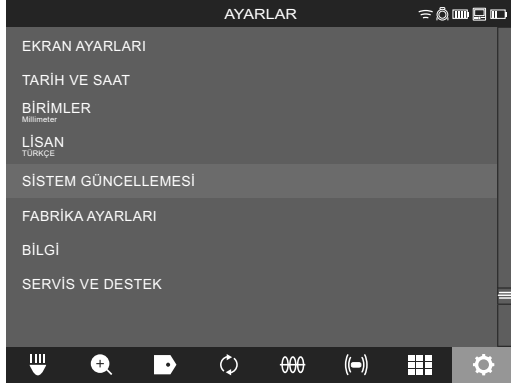 AYARLAR
EKRAN AYARLARI
TARİH VE SAAT
BİRİMLER
Millimeter
LİSAN
TÜRKÇE
SİSTEM GÜNCELLEMESİ
FABRİKA AYARLARI
BİLGİ
SERVİS VE DESTEK